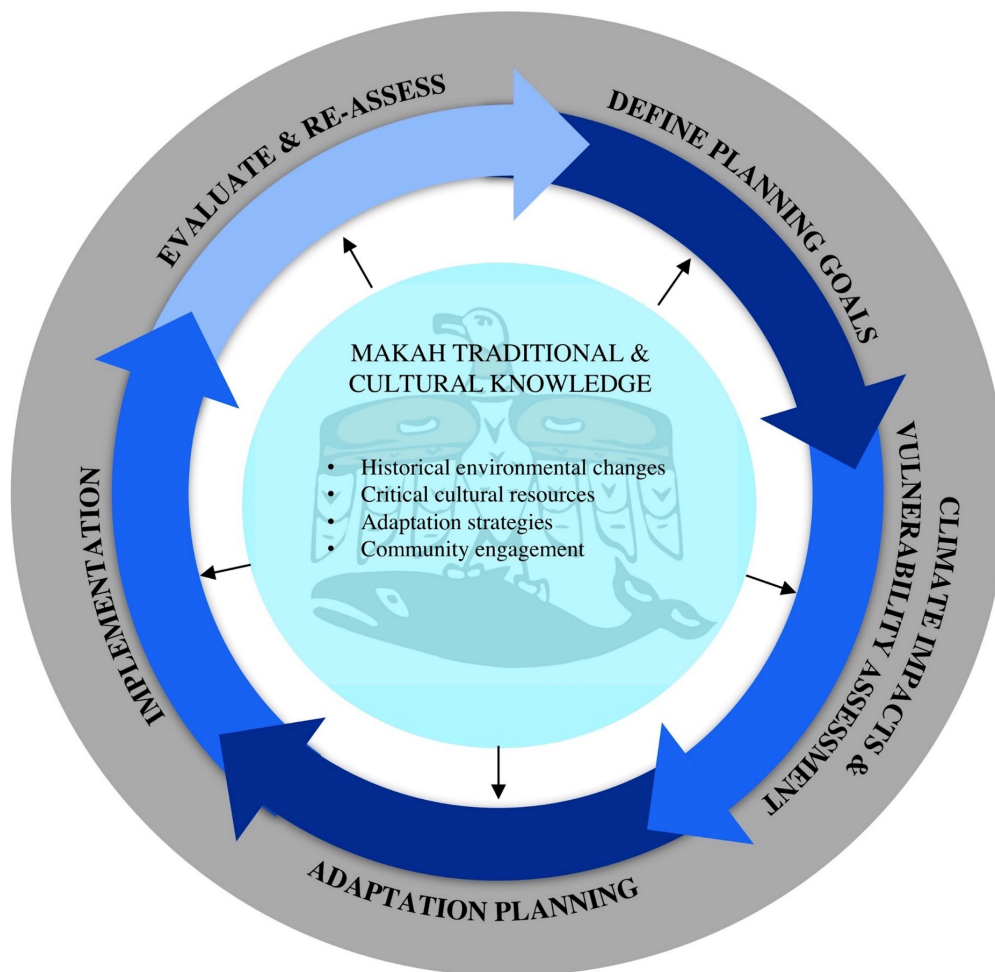 EVALUATE & RE-ASSESS
DEFINE PLANNING GOALS
CLIMATE IMPACTS &
VULNERABILITY ASSESSMENT
ADAPTATION PLANNING
IMPLEMENTATION
MAKAH TRADITIONAL &
CULTURAL KNOWLEDGE
• Historical environmental changes
• Critical cultural resources
• Adaptation strategies
• Community engagement